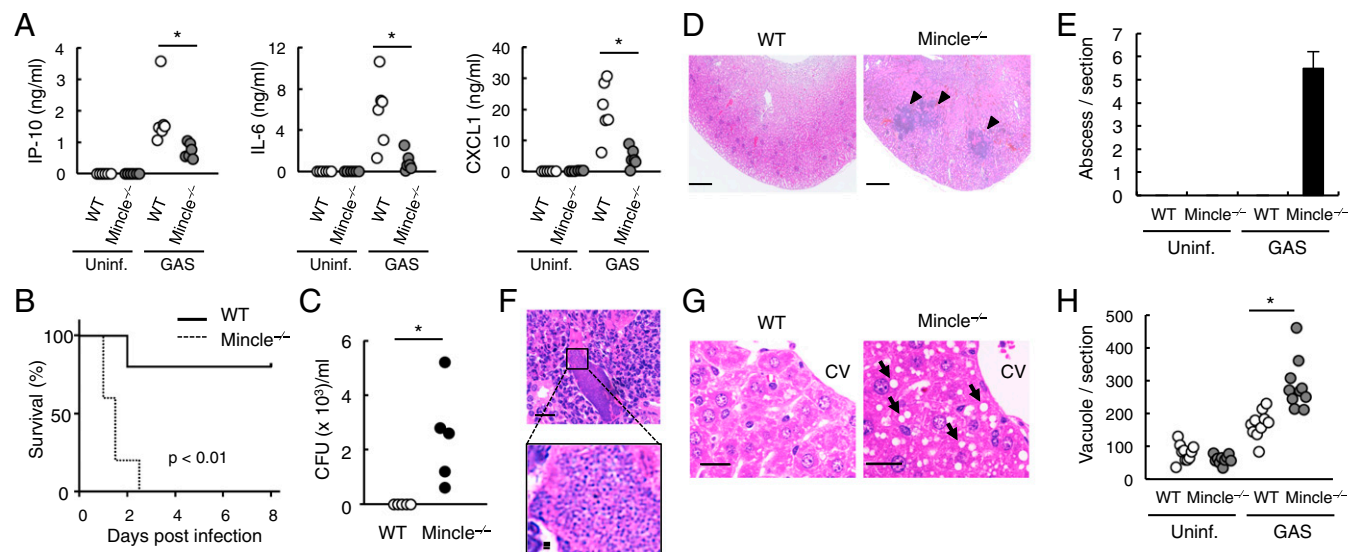 A
IP-10 (ng/ml)
4
3
2
1
0
*
WT
Mincle–/–
WT
Mincle–/–
Uninf.
GAS
IL-6 (ng/ml)
12
8
4
0
*
WT
Mincle–/–
WT
Mincle–/–
Uninf.
GAS
CXCL1 (ng/ml)
40
30
20
10
0
*
WT
Mincle–/–
WT
Mincle–/–
Uninf.
GAS
D
WT
Mincle–/–
E
Abscess / section
7
6
5
4
3
2
1
0
WT Mincle–/– WT Mincle–/–
Uninf.
GAS
B
WT
Mincle–/–
Survival (%)
100
50
0
p < 0.01
0 2 4 6 8
Days post infection
C
CFU (x 10³)/ml
6
4
2
0
*
WT Mincle–/–
F
G
WT
Mincle–/–
CV
CV
H
Vacuole / section
500
400
300
200
100
0
*
WT Mincle–/– WT Mincle–/–
Uninf.
GAS